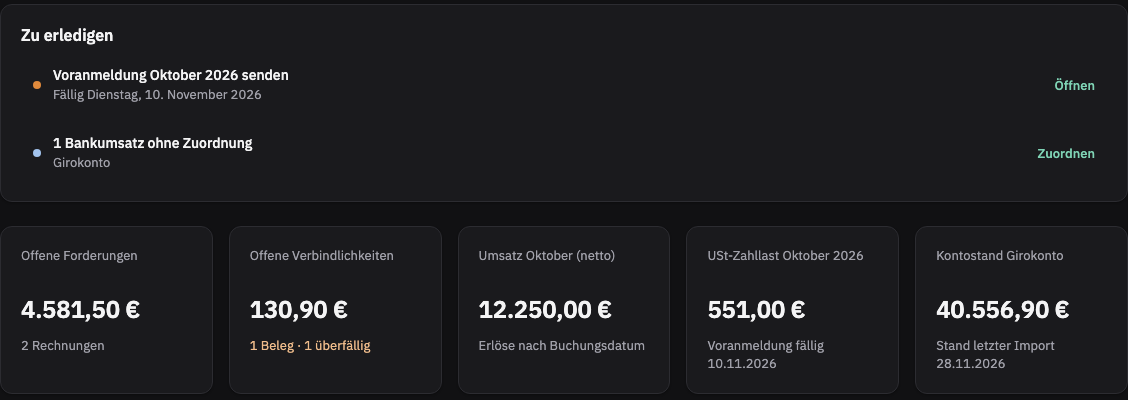 Zu erledigen
Voranmeldung Oktober 2026 senden
Fällig Dienstag, 10. November 2026
Öffnen
1 Bankumsatz ohne Zuordnung
Girokonto
Zuordnen
Offene Forderungen
4.581,50 €
2 Rechnungen
Offene Verbindlichkeiten
130,90 €
1 Beleg · 1 überfällig
Umsatz Oktober (netto)
12.250,00 €
Erlöse nach Buchungsdatum
USt-Zahllast Oktober 2026
551,00 €
Voranmeldung fällig
10.11.2026
Kontostand Girokonto
40.556,90 €
Stand letzter Import
28.11.2026